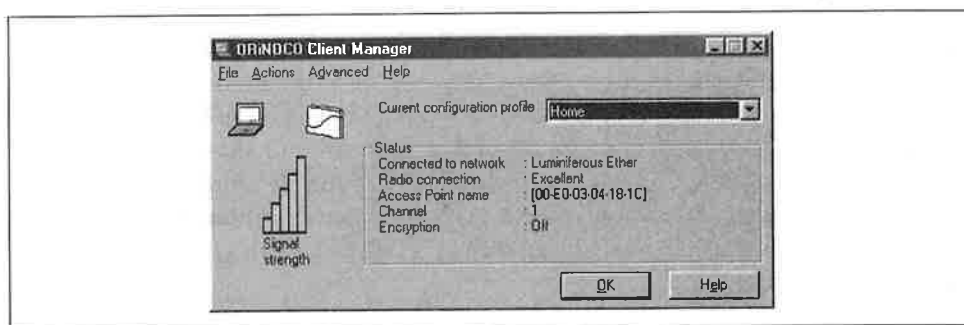 ORiNOCO Client Manager
File Actions Advanced Help
Current configuration profile Home
Status
Connected to network : Luminiferous Ether
Radio connection : Excellent
Access Point name : [00-E0-03-04-18-1C]
Channel : 1
Encryption : Off
Signal
strength
OK Help